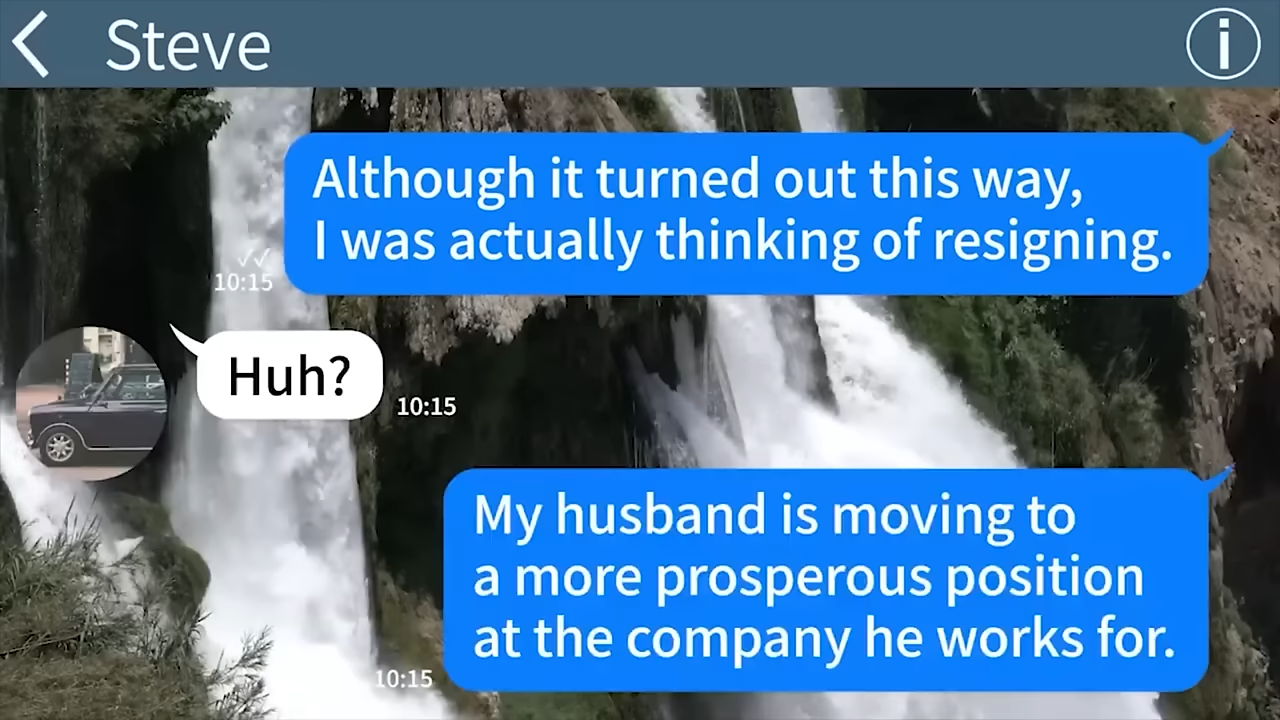 Steve
Although it turned out this way,
I was actually thinking of resigning.
10:15
Huh?
10:15
My husband is moving to
a more prosperous position
at the company he works for.
10:15